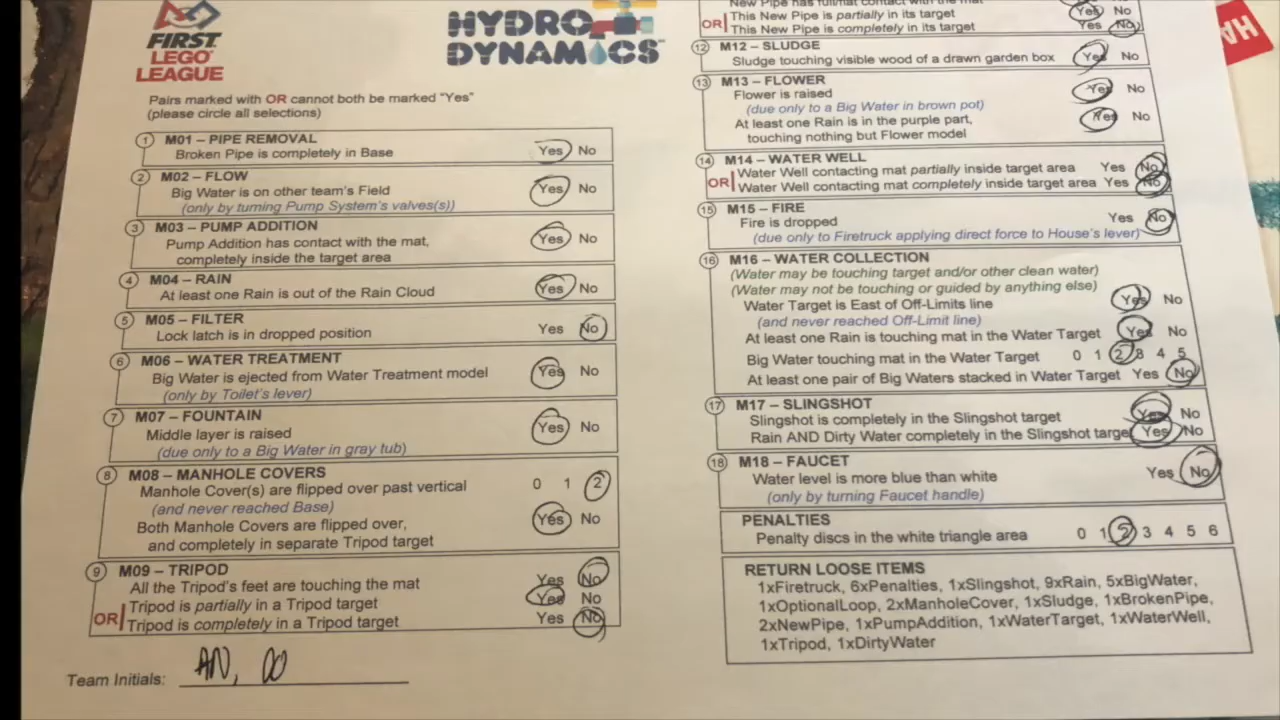 FIRST
LEGO
LEAGUE
HYDRO
DYNAMICS
Pairs marked with OR cannot both be marked "Yes"
(please circle all selections)
1 M01 – PIPE REMOVAL
Broken Pipe is completely in Base Yes No
2 M02 – FLOW
Big Water is on other team's Field Yes No
(only by turning Pump System's valves(s))
3 M03 – PUMP ADDITION
Pump Addition has contact with the mat, Yes No
completely inside the target area
4 M04 – RAIN
At least one Rain is out of the Rain Cloud Yes No
5 M05 – FILTER
Lock latch is in dropped position Yes No
6 M06 – WATER TREATMENT
Big Water is ejected from Water Treatment model Yes No
(only by Toilet's lever)
7 M07 – FOUNTAIN
Middle layer is raised Yes No
(due only to a Big Water in gray tub)
8 M08 – MANHOLE COVERS
Manhole Cover(s) are flipped over past vertical 0 1 2
(and never reached Base)
Both Manhole Covers are flipped over, Yes No
and completely in separate Tripod target
9 M09 – TRIPOD
All the Tripod's feet are touching the mat Yes No
OR Tripod is partially in a Tripod target Yes No
Tripod is completely in a Tripod target Yes No
Team Initials: AN,
New Pipe has full/flat contact with the mat Yes No
OR This New Pipe is partially in its target Yes No
This New Pipe is completely in its target Yes No
12 M12 – SLUDGE
Sludge touching visible wood of a drawn garden box Yes No
13 M13 – FLOWER
Flower is raised Yes No
(due only to a Big Water in brown pot)
At least one Rain is in the purple part, Yes No
touching nothing but Flower model
14 M14 – WATER WELL
Water Well contacting mat partially inside target area Yes No
OR Water Well contacting mat completely inside target area Yes No
15 M15 – FIRE
Fire is dropped Yes No
(due only to Firetruck applying direct force to House's lever)
16 M16 – WATER COLLECTION
(Water may be touching target and/or other clean water)
(Water may not be touching or guided by anything else)
Water Target is East of Off-Limits line Yes No
(and never reached Off-Limit line)
At least one Rain is touching mat in the Water Target Yes No
Big Water touching mat in the Water Target 0 1 2 3 4 5
At least one pair of Big Waters stacked in Water Target Yes No
17 M17 – SLINGSHOT
Slingshot is completely in the Slingshot target Yes No
Rain AND Dirty Water completely in the Slingshot target Yes No
18 M18 – FAUCET
Water level is more blue than white Yes No
(only by turning Faucet handle)
PENALTIES
Penalty discs in the white triangle area 0 1 2 3 4 5 6
RETURN LOOSE ITEMS
1xFiretruck, 6xPenalties, 1xSlingshot, 9xRain, 5xBigWater,
1xOptionalLoop, 2xManholeCover, 1xSludge, 1xBrokenPipe,
2xNewPipe, 1xPumpAddition, 1xWaterTarget, 1xWaterWell,
1xTripod, 1xDirtyWater
HA